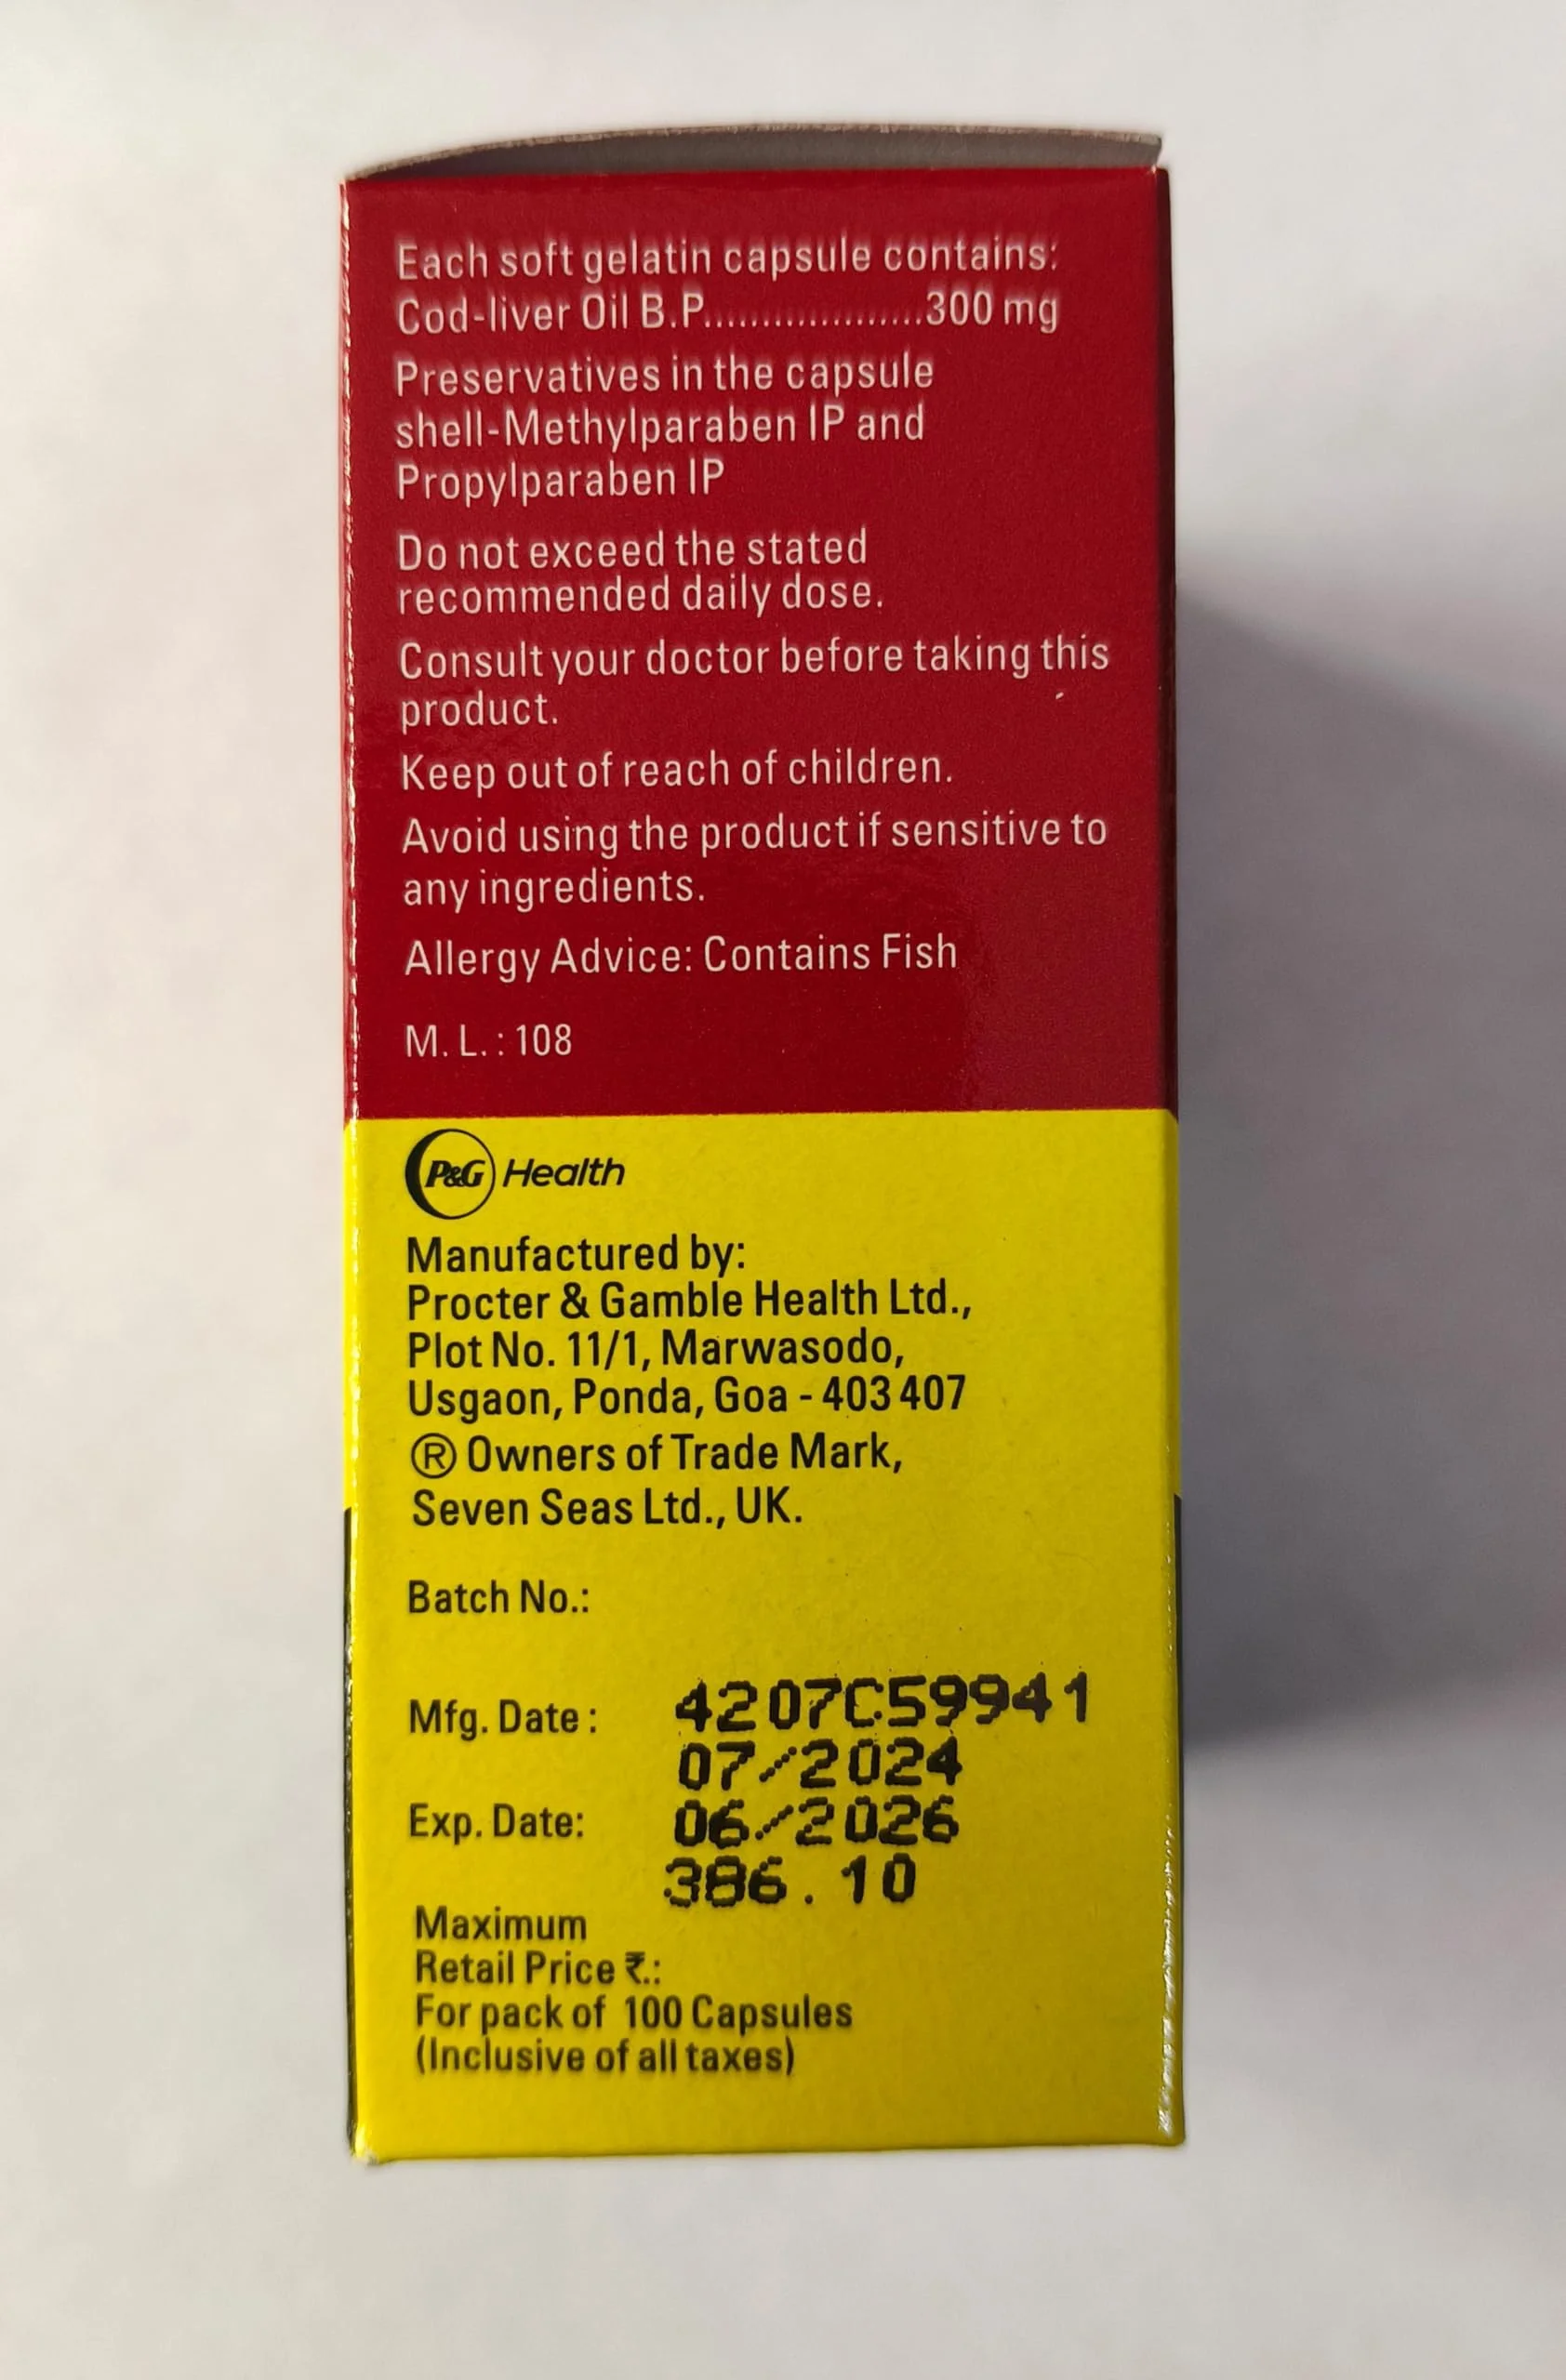 Each soft gelatin capsule contains:
Cod-liver Oil B.P...................300 mg
Preservatives in the capsule
shell-Methylparaben IP and
Propylparaben IP
Do not exceed the stated
recommended daily dose.
Consult your doctor before taking this
product.
Keep out of reach of children.
Avoid using the product if sensitive to
any ingredients.
Allergy Advice: Contains Fish
M. L. : 108
P&G Health
Manufactured by:
Procter & Gamble Health Ltd.,
Plot No. 11/1, Marwasodo,
Usgaon, Ponda, Goa - 403 407
® Owners of Trade Mark,
Seven Seas Ltd., UK.
Batch No.:
Mfg. Date : 4207C59941
07/2024
Exp. Date: 06/2026
386.10
Maximum
Retail Price ₹.:
For pack of 100 Capsules
(Inclusive of all taxes)